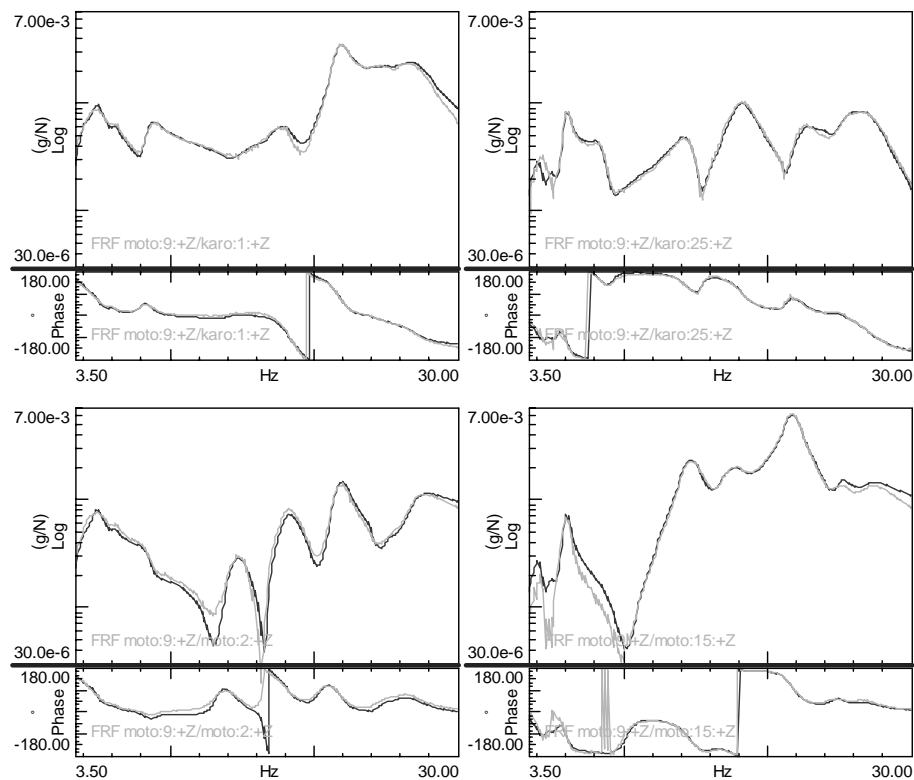 7.00e-3
(g/N)
Log
30.0e-6
FRF moto:9:+Z/karo:1:+Z
180.00
°
Phase
-180.00
FRF moto:9:+Z/karo:1:+Z
3.50
Hz
30.00
7.00e-3
(g/N)
Log
30.0e-6
FRF moto:9:+Z/karo:25:+Z
180.00
°
Phase
-180.00
FRF moto:9:+Z/karo:25:+Z
3.50
Hz
30.00
7.00e-3
(g/N)
Log
30.0e-6
FRF moto:9:+Z/moto:2:+Z
180.00
°
Phase
-180.00
FRF moto:9:+Z/moto:2:+Z
3.50
Hz
30.00
7.00e-3
(g/N)
Log
30.0e-6
FRF moto:9:+Z/moto:15:+Z
180.00
°
Phase
-180.00
FRF moto:9:+Z/moto:15:+Z
3.50
Hz
30.00